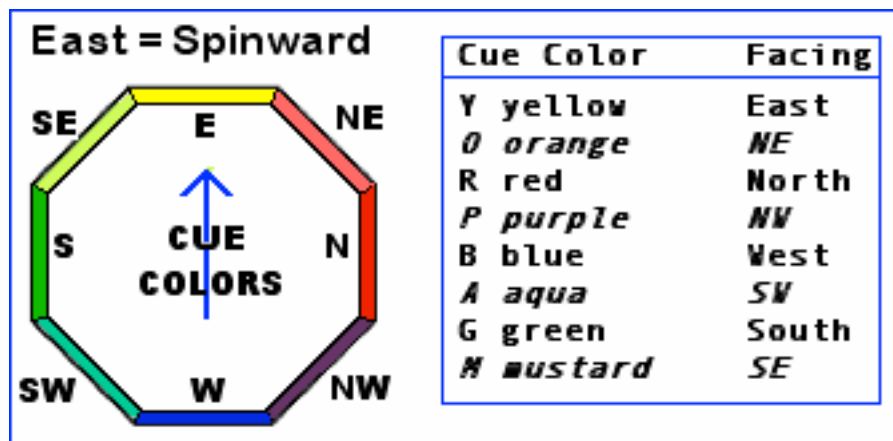 East = Spinward
SE
E
NE
S
CUE
COLORS
N
SW
W
NW
Cue Color Facing
Y yellow East
O orange NE
R red North
P purple NW
B blue West
A aqua SW
G green South
M mustard SE